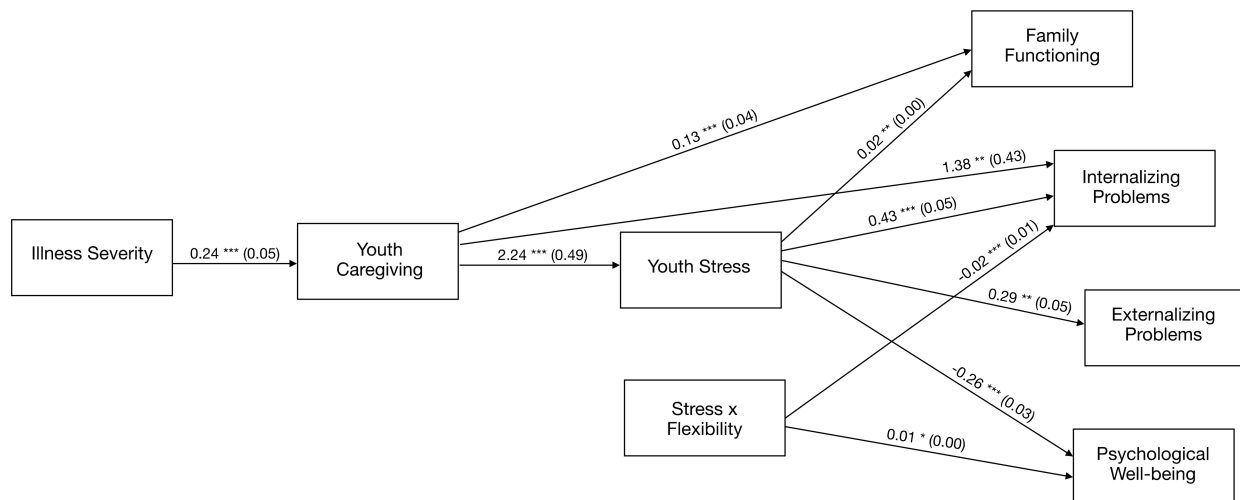 Family
Functioning
0.13 *** (0.04)
0.02 ** (0.00)
1.38 ** (0.43)
Internalizing
Problems
0.43 *** (0.05)
Illness Severity
0.24 *** (0.05)
Youth
Caregiving
2.24 *** (0.49)
Youth Stress
-0.02 *** (0.01)
0.29 ** (0.05)
Externalizing
Problems
-0.26 *** (0.03)
Stress x
Flexibility
0.01 * (0.00)
Psychological
Well-being